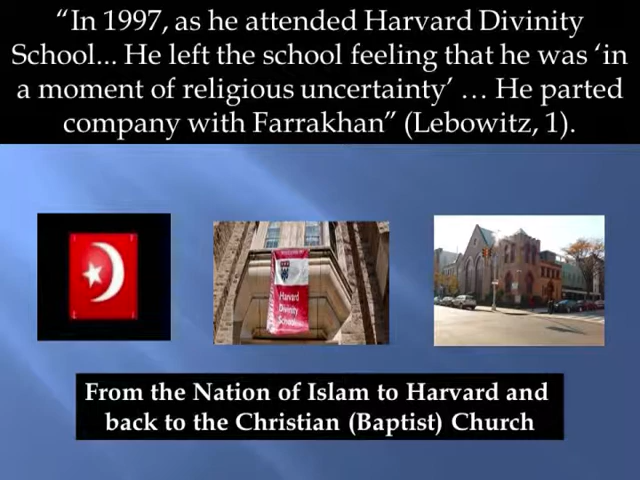 “In 1997, as he attended Harvard Divinity
School... He left the school feeling that he was ‘in
a moment of religious uncertainty’ … He parted
company with Farrakhan” (Lebowitz, 1).
Harvard
Divinity
School
From the Nation of Islam to Harvard and
back to the Christian (Baptist) Church